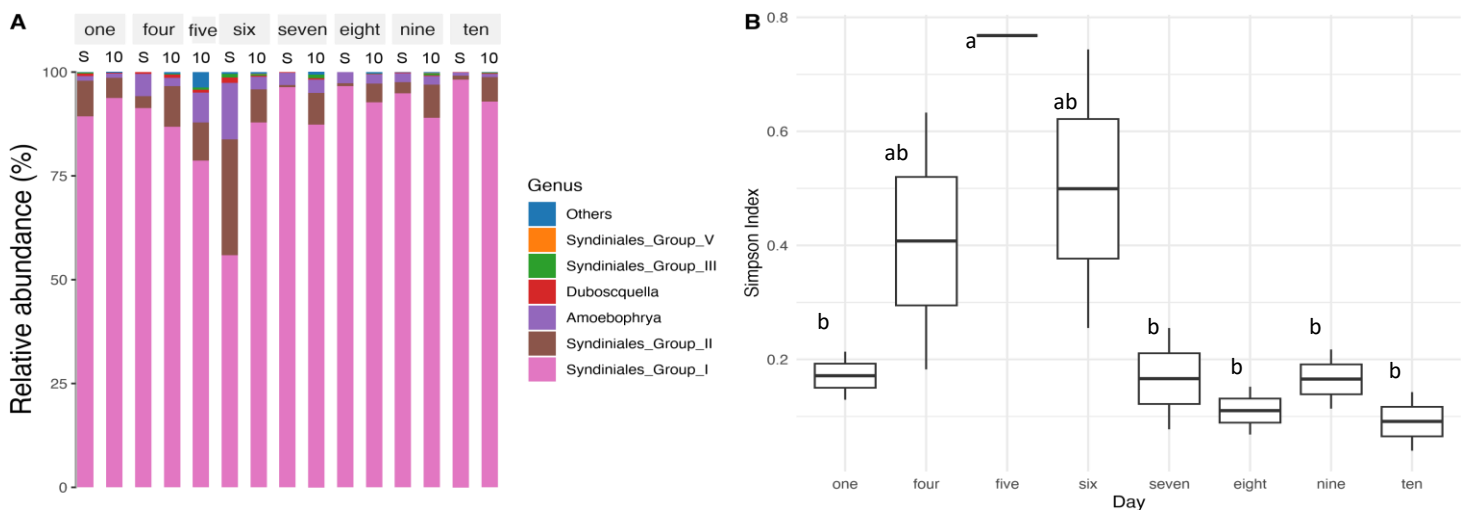 A
one four five six seven eight nine ten
S 10 S 10 10 S 10 S 10 S 10 S 10 S 10
Relative abundance (%)
100
75
50
25
0
Genus
Others
Syndiniales_Group_V
Syndiniales_Group_III
Duboscquella
Amoebophrya
Syndiniales_Group_II
Syndiniales_Group_I
B
Simpson Index
0.8
0.6
0.4
0.2
b ab a ab b b b b
one four five six seven eight nine ten
Day